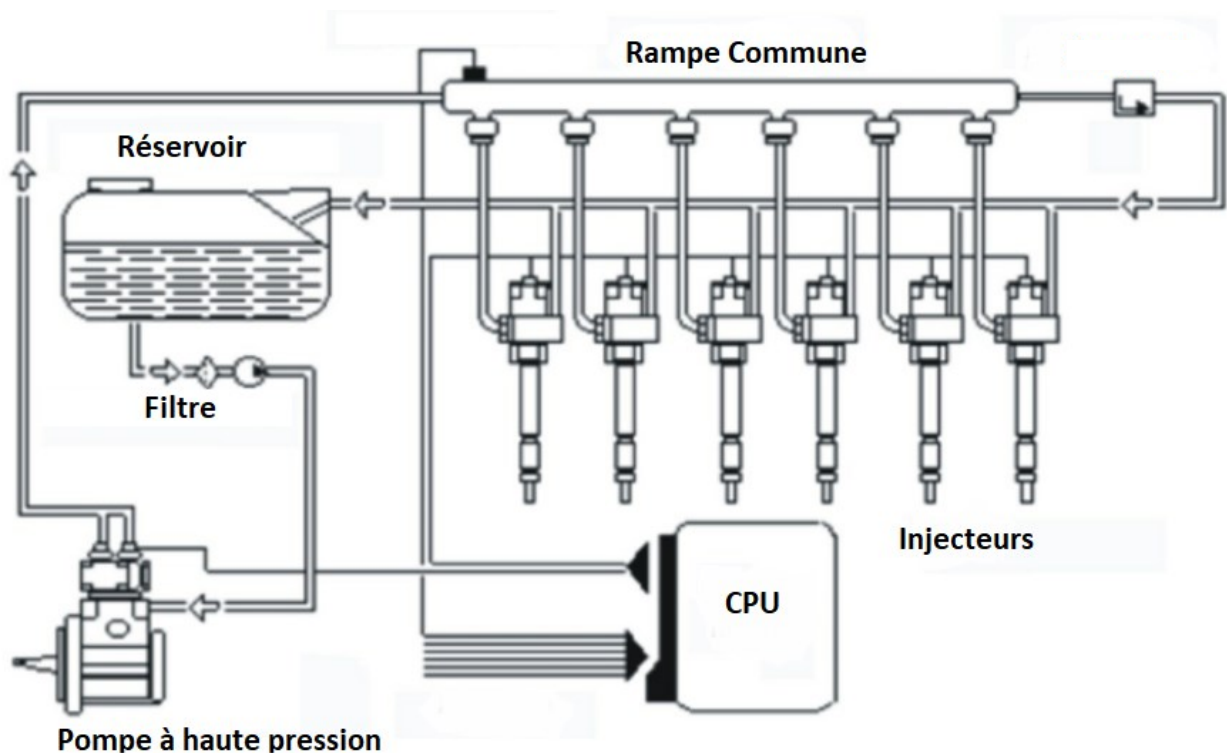 Rampe Commune
Réservoir
Filtre
Injecteurs
CPU
Pompe à haute pression